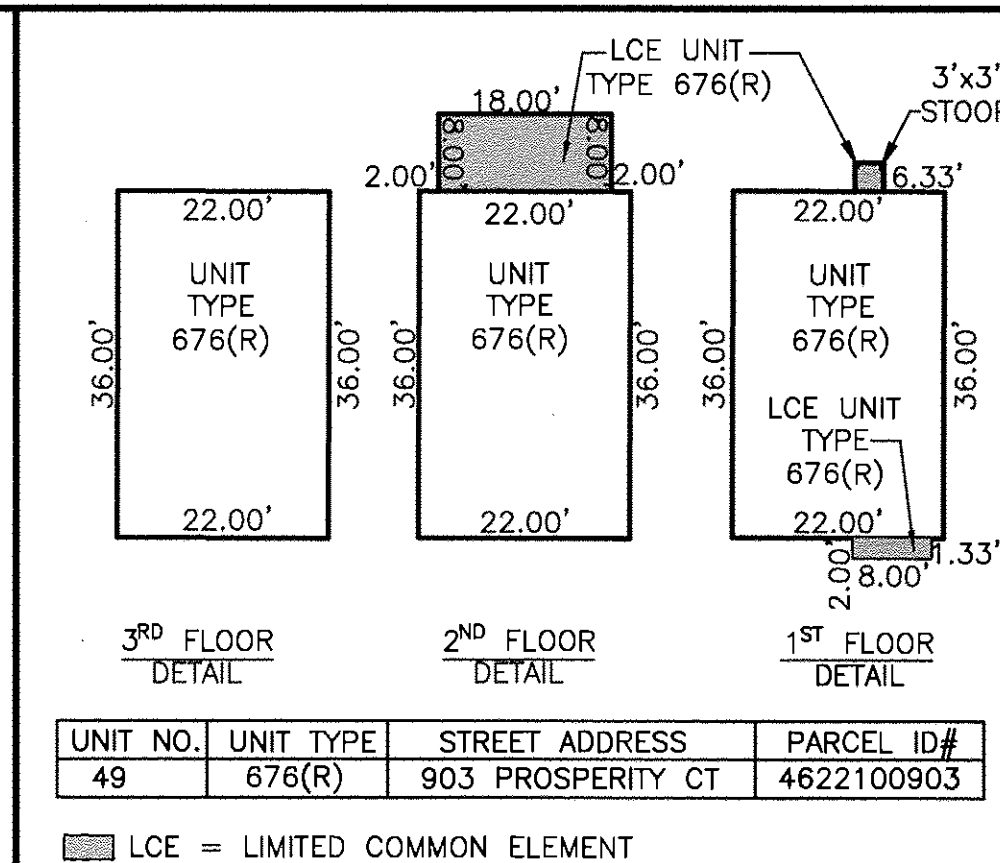 LCE UNIT
TYPE 676(R)
3'x3'
STOOP
18.00'
8.00'
8.00'
2.00'
2.00'
6.33'
22.00'
22.00'
22.00'
UNIT
TYPE
676(R)
UNIT
TYPE
676(R)
UNIT
TYPE
676(R)
36.00'
36.00'
36.00'
36.00'
36.00'
36.00'
LCE UNIT
TYPE
676(R)
22.00'
22.00'
22.00'
2.00'
8.00'
1.33'
3RD FLOOR
DETAIL
2ND FLOOR
DETAIL
1ST FLOOR
DETAIL
UNIT NO. UNIT TYPE STREET ADDRESS PARCEL ID#
49 676(R) 903 PROSPERITY CT 4622100903
LCE = LIMITED COMMON ELEMENT